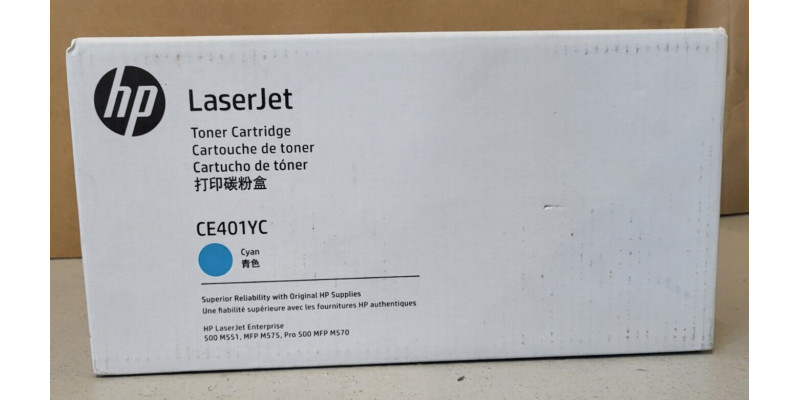 hp
LaserJet
Toner Cartridge
Cartouche de toner
Cartucho de tóner
打印碳粉盒
CE401YC
Cyan
青色
Superior Reliability with Original HP Supplies
Une fiabilité supérieure avec les fournitures HP authentiques
HP LaserJet Enterprise
500 M551, MFP M575, Pro 500 MFP M570